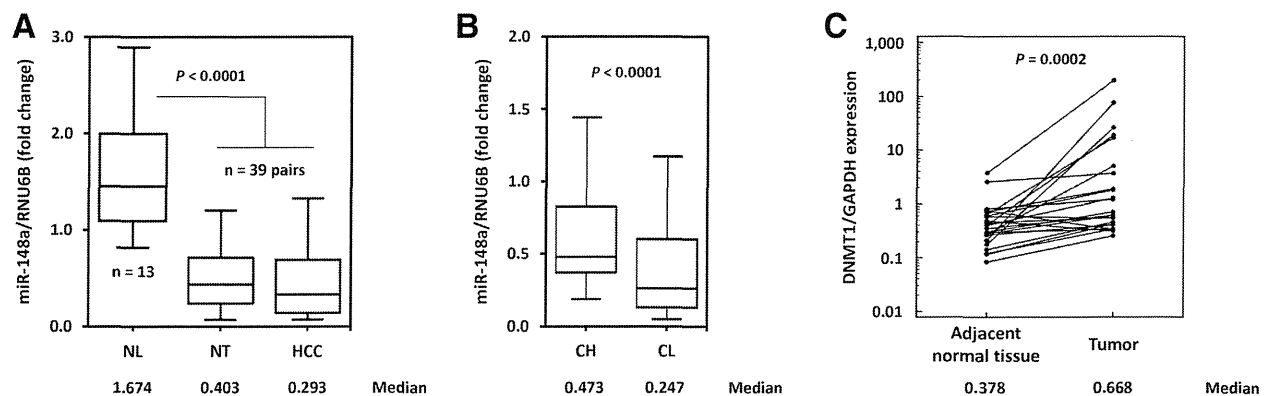 A
miR-148a/RNU6B (fold change)
3.0
2.0
1.0
0.0
P < 0.0001
n = 39 pairs
n = 13
NL NT HCC
1.674 0.403 0.293 Median
B
miR-148a/RNU6B (fold change)
2.0
1.5
1.0
0.5
0.0
P < 0.0001
CH CL
0.473 0.247 Median
C
DNMT1/GAPDH expression
1,000
100
10
1
0.1
0.01
P = 0.0002
Adjacent
normal tissue
Tumor
0.378 0.668 Median